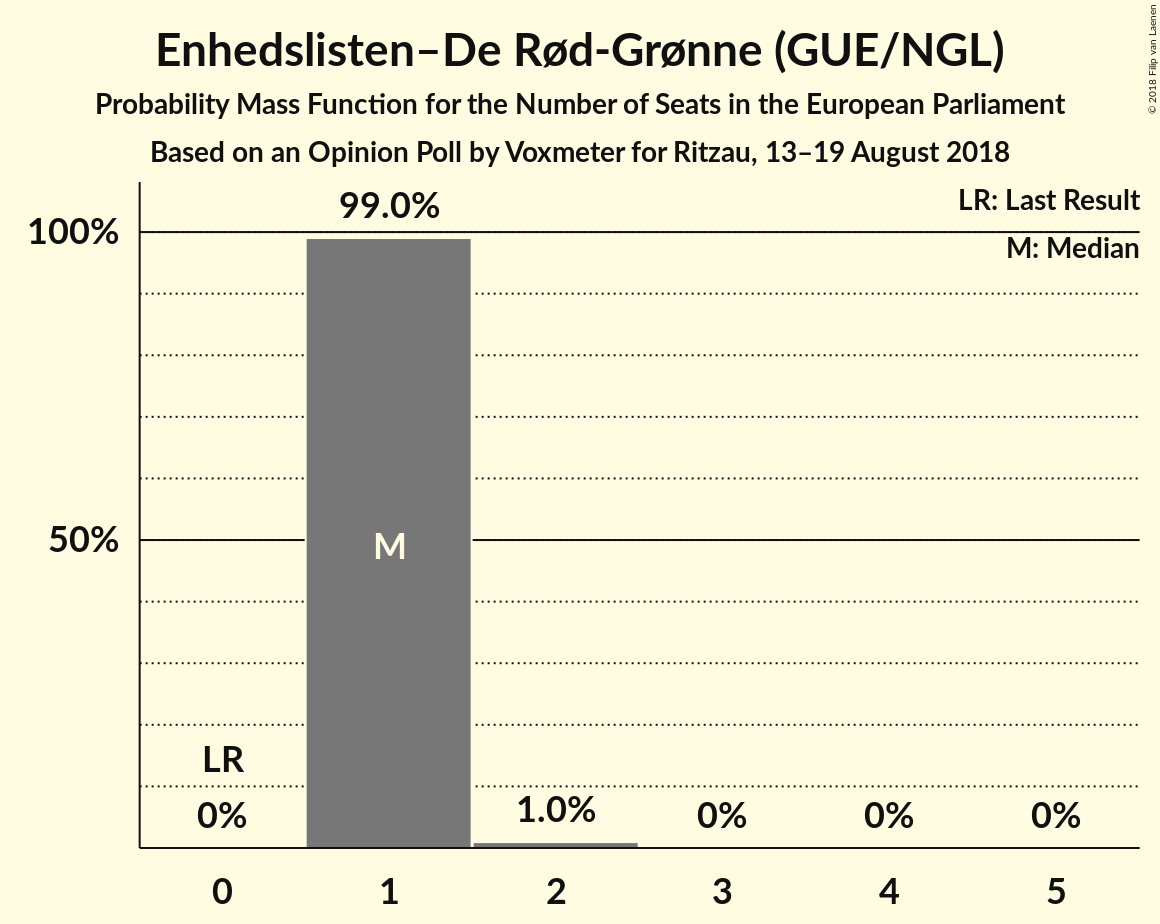 Enhedslisten–De Rød-Grønne (GUE/NGL)
Probability Mass Function for the Number of Seats in the European Parliament
Based on an Opinion Poll by Voxmeter for Ritzau, 13–19 August 2018
© 2018 Filip van Laenen
LR: Last Result
M: Median
99.0%
100%
50%
M
LR
0%
1.0%
0%
0%
0%
0
1
2
3
4
5